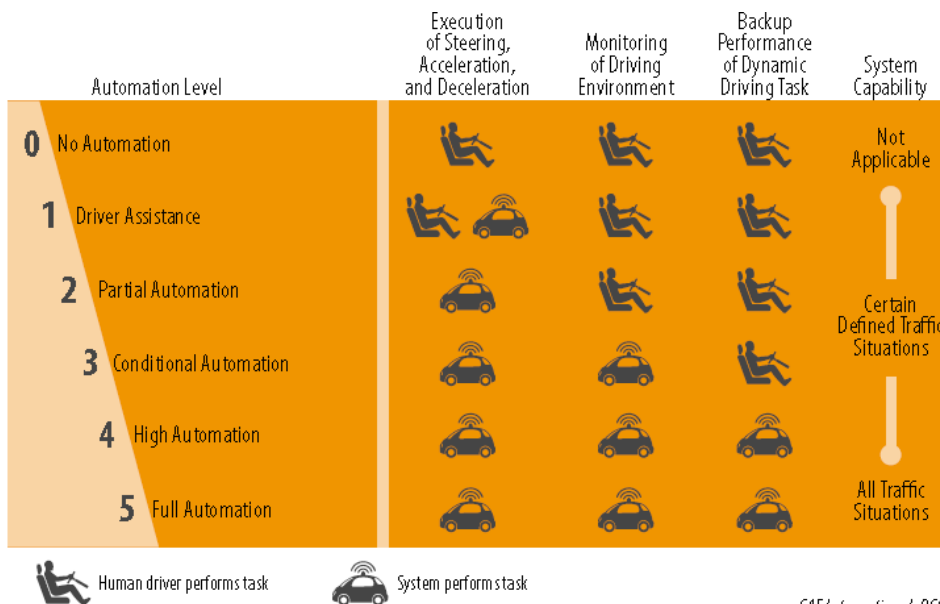 Automation Level
Execution
of Steering,
Acceleration,
and Deceleration
Monitoring
of Driving
Environment
Backup
Performance
of Dynamic
Driving Task
System
Capability
0 No Automation
Not
Applicable
1 Driver Assistance
2 Partial Automation
Certain
Defined Traffic
Situations
3 Conditional Automation
4 High Automation
5 Full Automation
All Traffic
Situations
Human driver performs task
System performs task